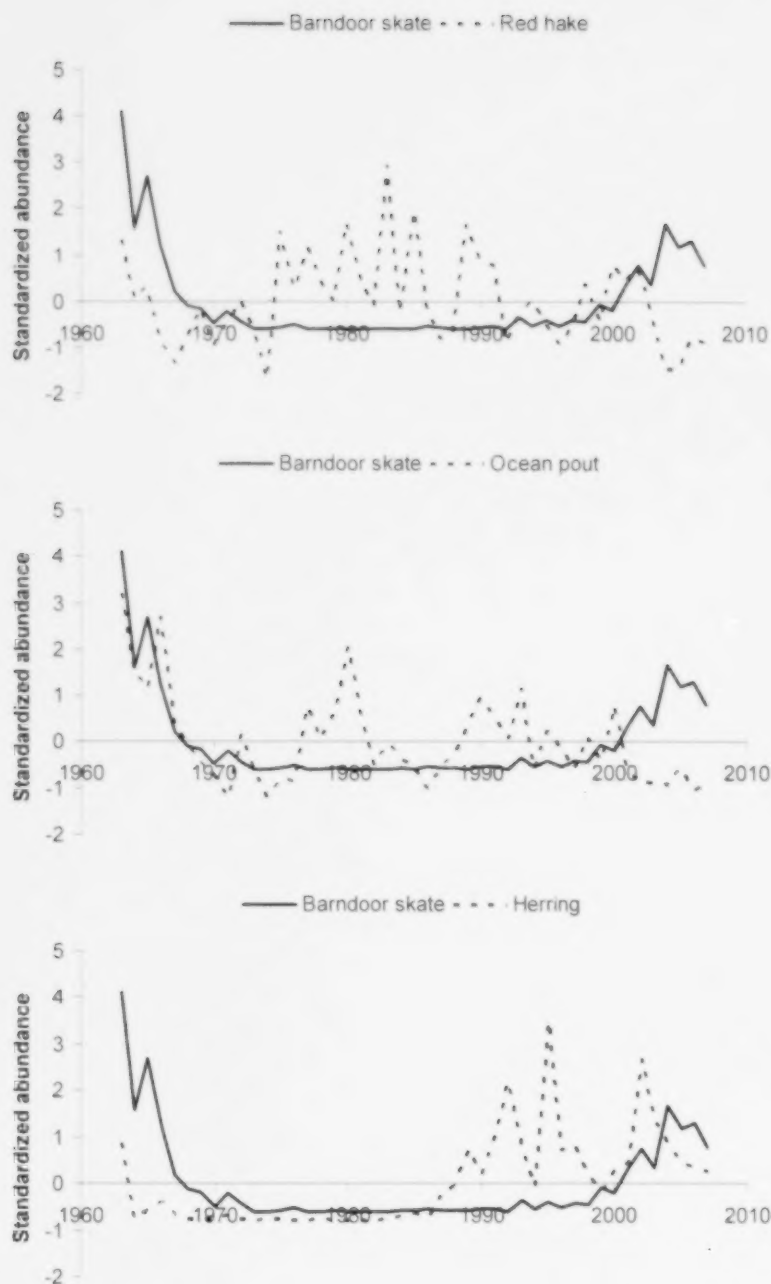 Barndoor skate Red hake
Standardized abundance
5
4
3
2
1
0
-1
-2
1960 1970 1980 1990 2000 2010
Barndoor skate Ocean pout
Standardized abundance
5
4
3
2
1
0
-1
-2
1960 1970 1980 1990 2000 2010
Barndoor skate Herring
Standardized abundance
5
4
3
2
1
0
-1
-2
1960 1970 1980 1990 2000 2010